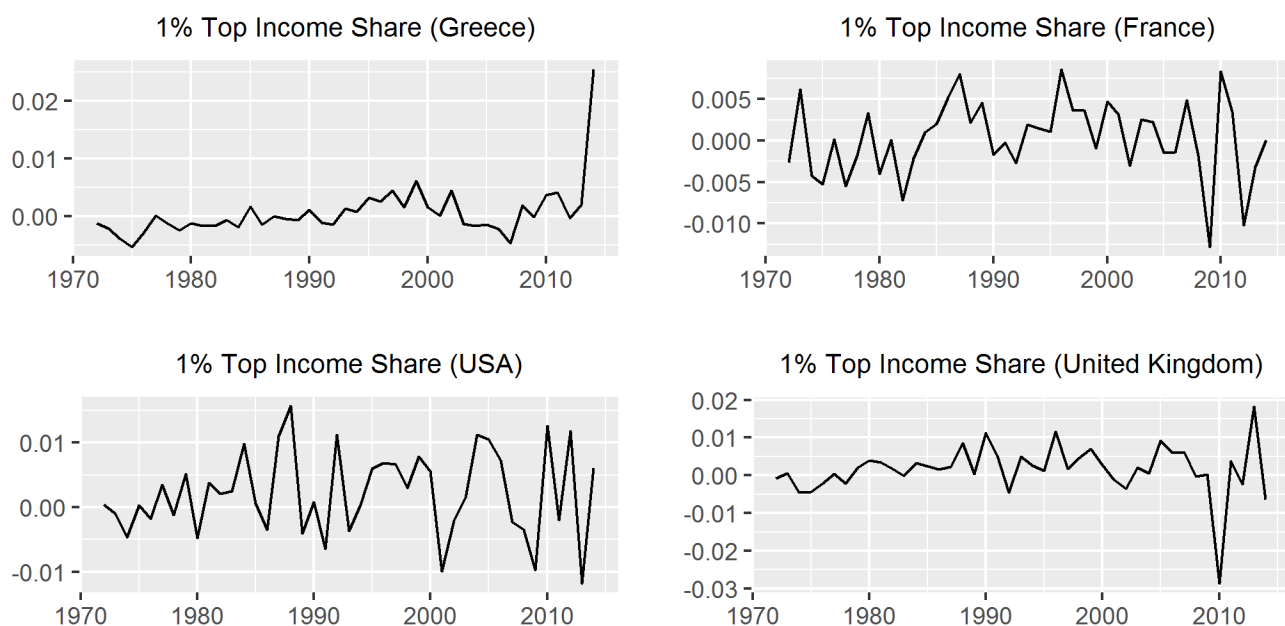 1% Top Income Share (Greece)
0.02
0.01
0.00
1970 1980 1990 2000 2010
1% Top Income Share (France)
0.005
0.000
-0.005
-0.010
1970 1980 1990 2000 2010
1% Top Income Share (USA)
0.01
0.00
-0.01
1970 1980 1990 2000 2010
1% Top Income Share (United Kingdom)
0.02
0.01
0.00
-0.01
-0.02
-0.03
1970 1980 1990 2000 2010